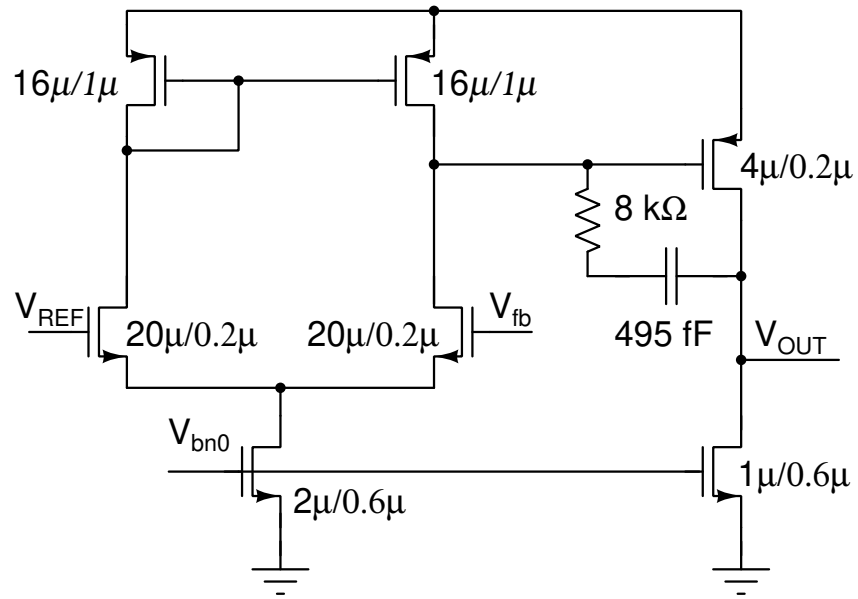 16μ/1μ
16μ/1μ
4μ/0.2μ
8 kΩ
495 fF
V_REF
20μ/0.2μ
20μ/0.2μ
V_fb
V_OUT
V_bn0
2μ/0.6μ
1μ/0.6μ